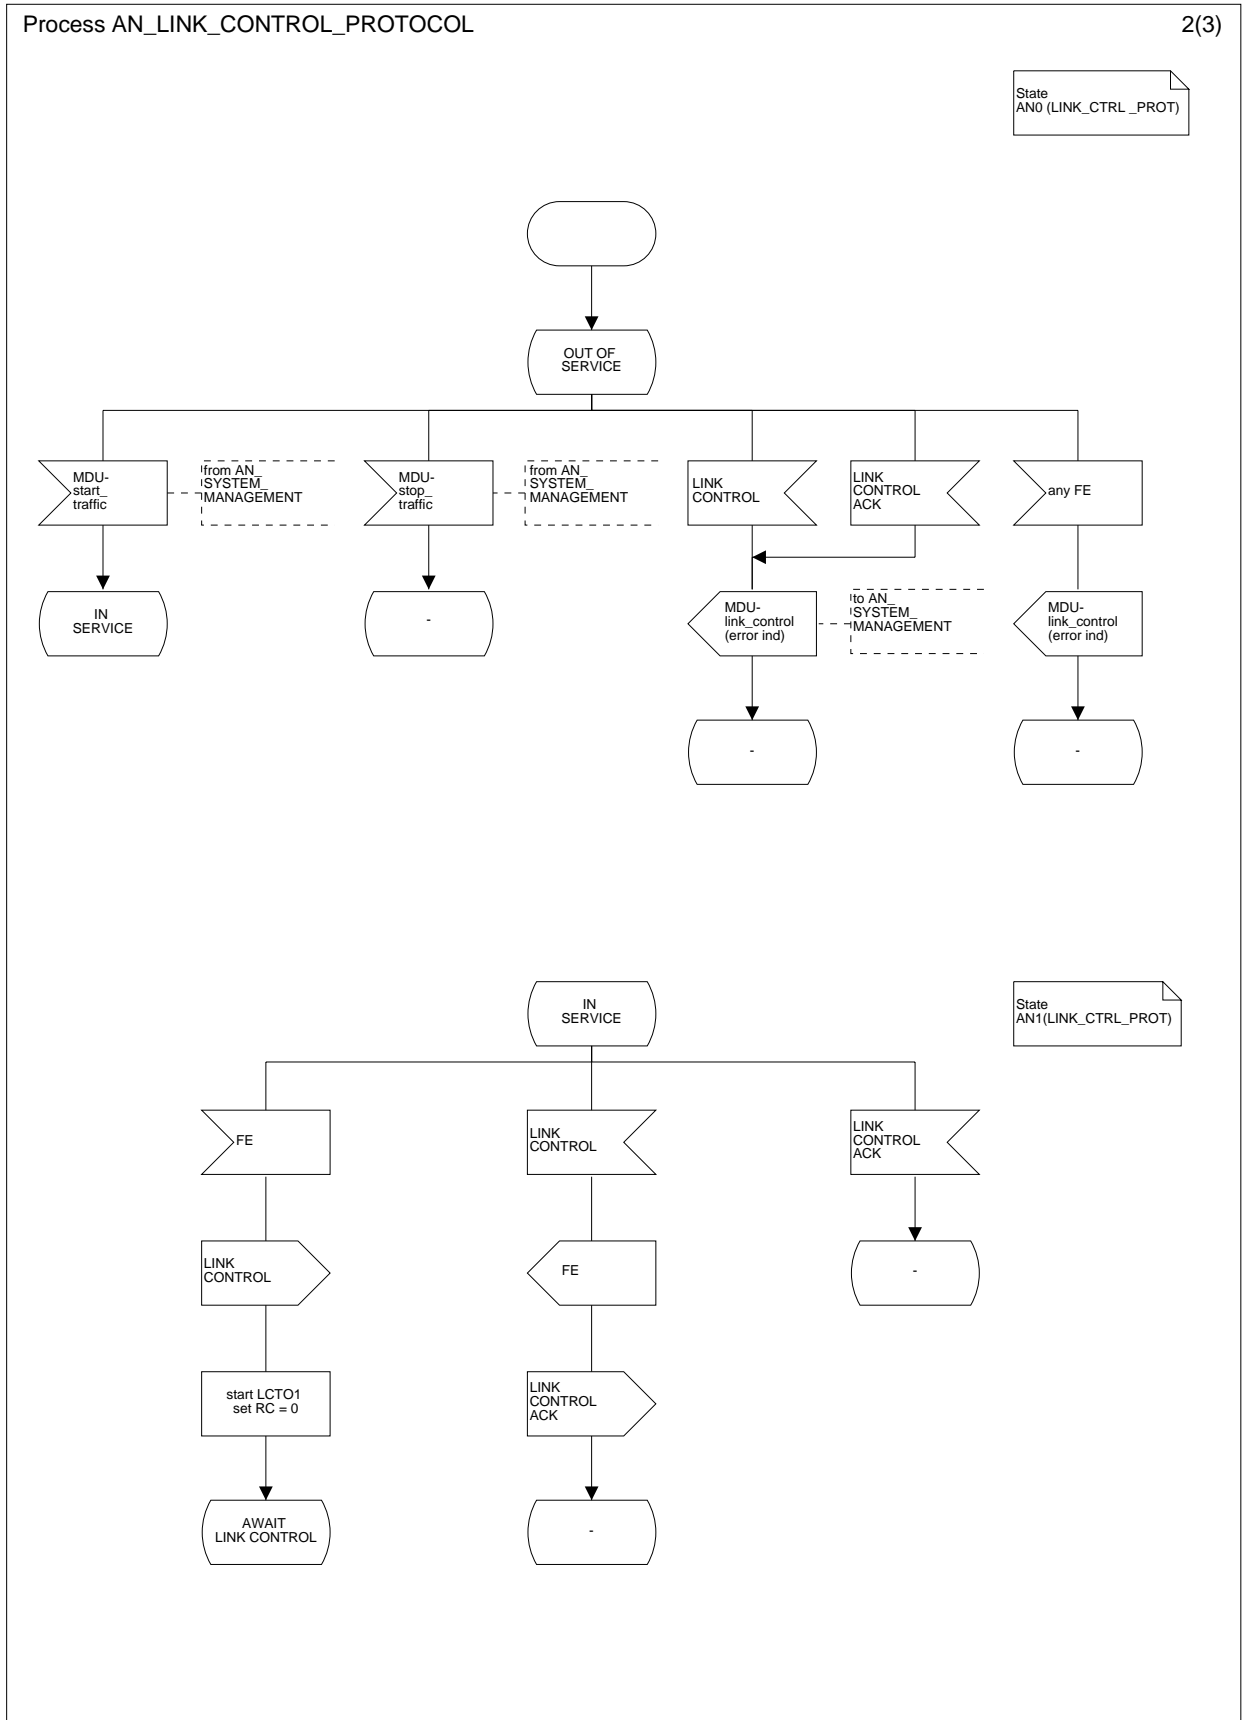 Process AN_LINK_CONTROL_PROTOCOL
2(3)
State
AN0 (LINK_CTRL _PROT)
OUT OF
SERVICE
MDU-
start_
traffic
from AN_
SYSTEM_
MANAGEMENT
MDU-
stop_
traffic
from AN_
SYSTEM_
MANAGEMENT
LINK
CONTROL
LINK
CONTROL
ACK
any FE
IN
SERVICE
-
MDU-
link_control
(error ind)
to AN_
SYSTEM_
MANAGEMENT
MDU-
link_control
(error ind)
-
-
IN
SERVICE
State
AN1(LINK_CTRL_PROT)
FE
LINK
CONTROL
LINK
CONTROL
ACK
LINK
CONTROL
FE
-
start LCTO1
set RC = 0
LINK
CONTROL
ACK
AWAIT
LINK CONTROL
-